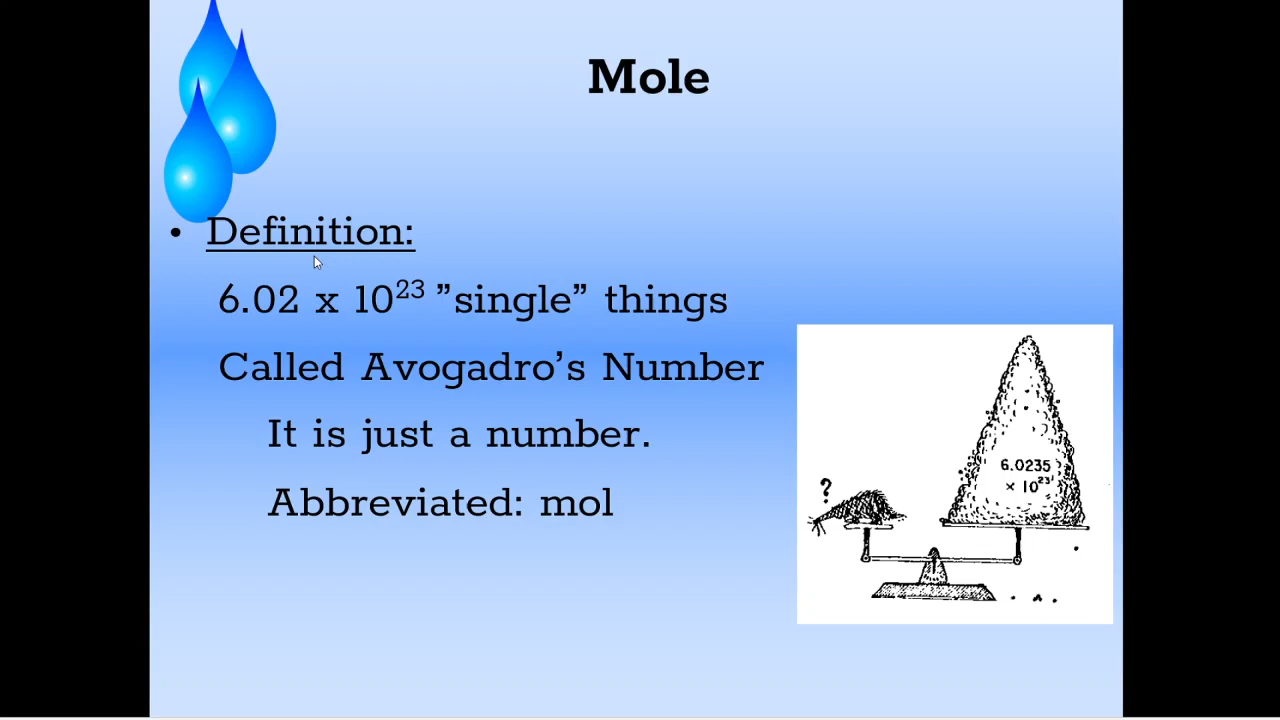 Mole
• Definition:
6.02 x 10²³ ”single” things
Called Avogadro’s Number
It is just a number.
Abbreviated: mol
?
6.0235
× 10²³